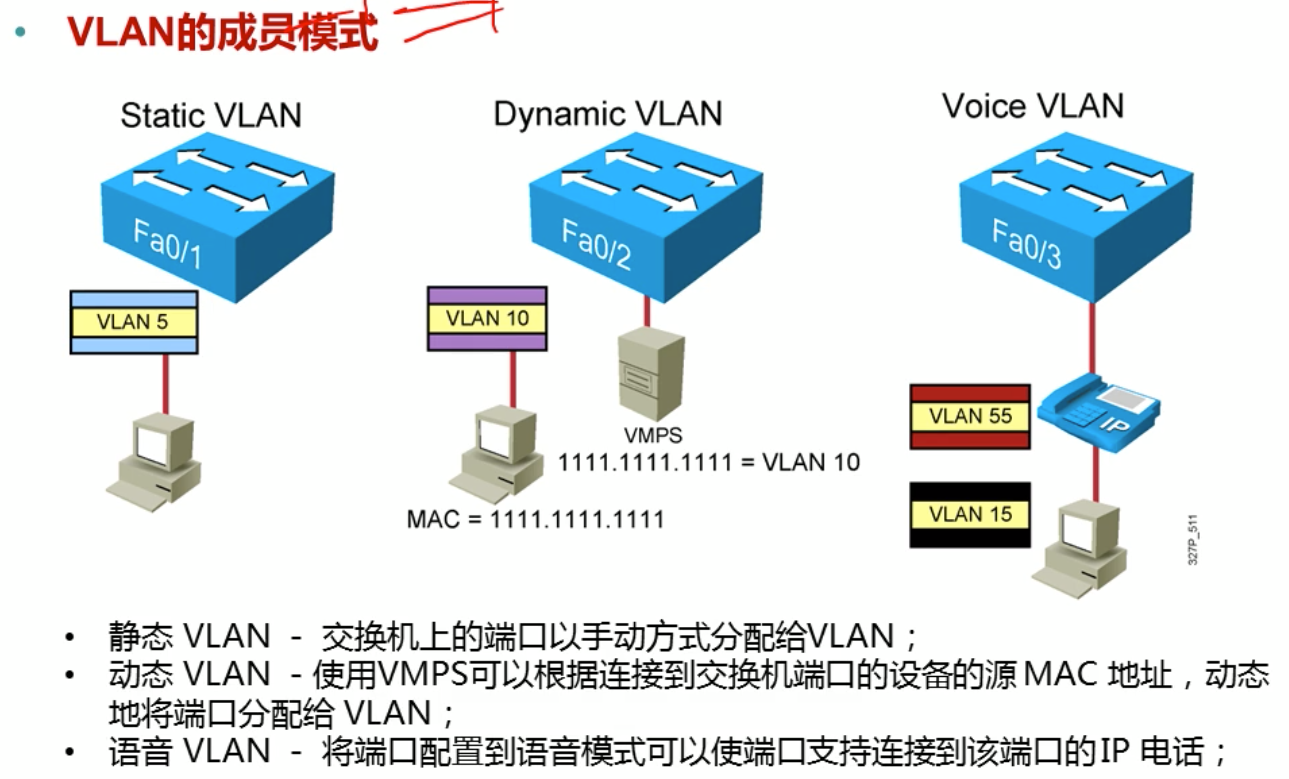 • VLAN的成员模式
Static VLAN
Dynamic VLAN
Voice VLAN
Fa0/1
Fa0/2
Fa0/3
VLAN 5
VLAN 10
VLAN 55
IP
VMPS
1111.1111.1111 = VLAN 10
MAC = 1111.1111.1111
VLAN 15
327P_511
• 静态 VLAN - 交换机上的端口以手动方式分配给VLAN；
• 动态 VLAN - 使用VMPS可以根据连接到交换机端口的设备的源 MAC 地址，动态
地将端口分配给 VLAN；
• 语音 VLAN - 将端口配置到语音模式可以使端口支持连接到该端口的IP 电话；